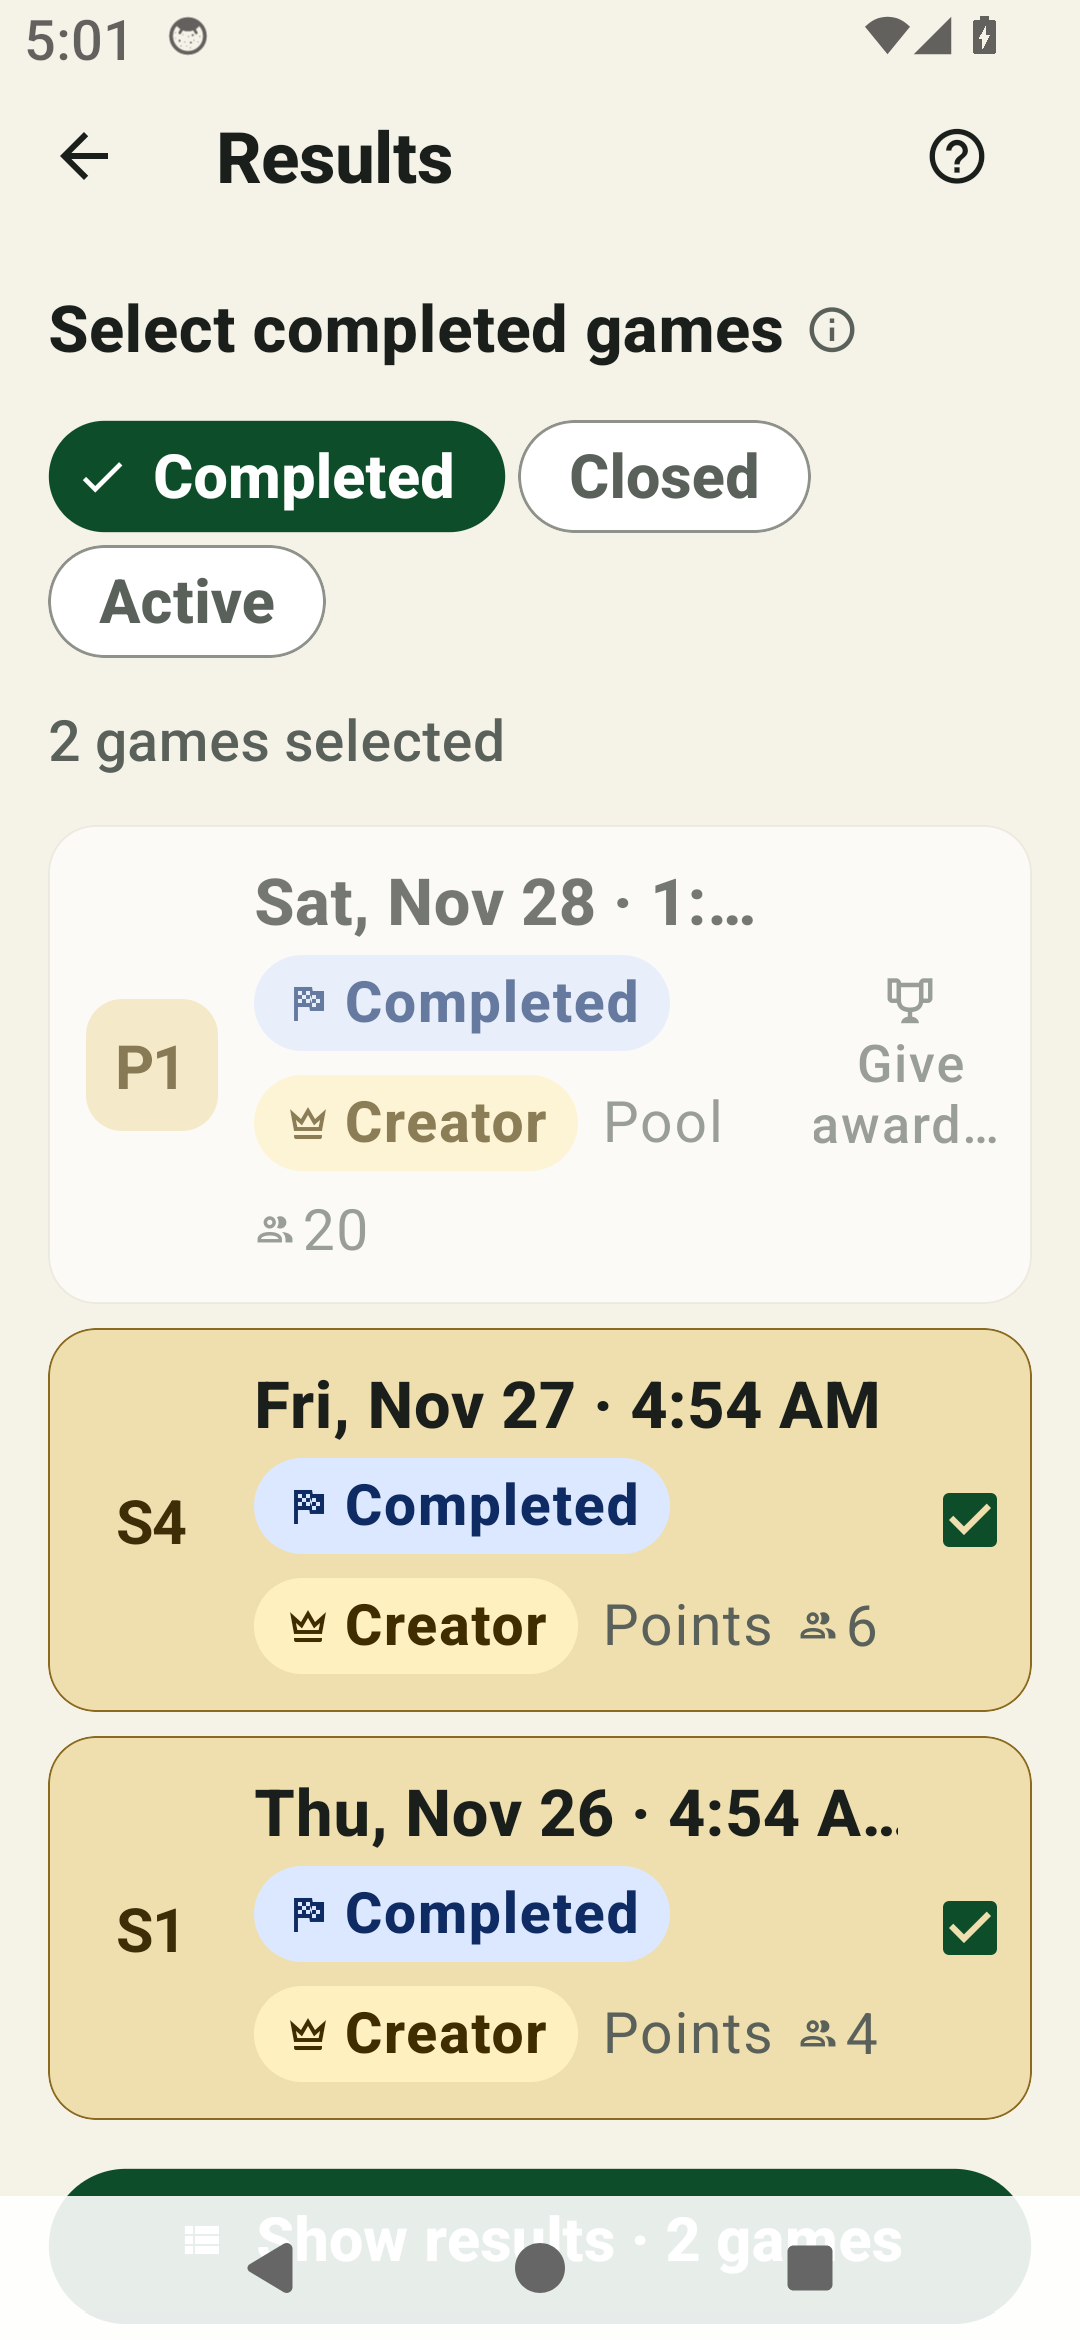 5:01
Results
Select completed games
Completed
Closed
Active
2 games selected
Sat, Nov 28 · 1:...
Completed
P1
Creator
Pool
20
Give
award...
Fri, Nov 27 · 4:54 AM
Completed
S4
Creator
Points
6
Thu, Nov 26 · 4:54 A...
Completed
S1
Creator
Points
4
Show results · 2 games